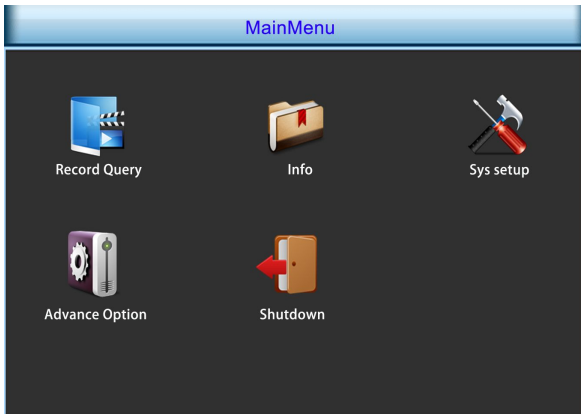 MainMenu
Record Query
Info
Sys setup
Advance Option
Shutdown